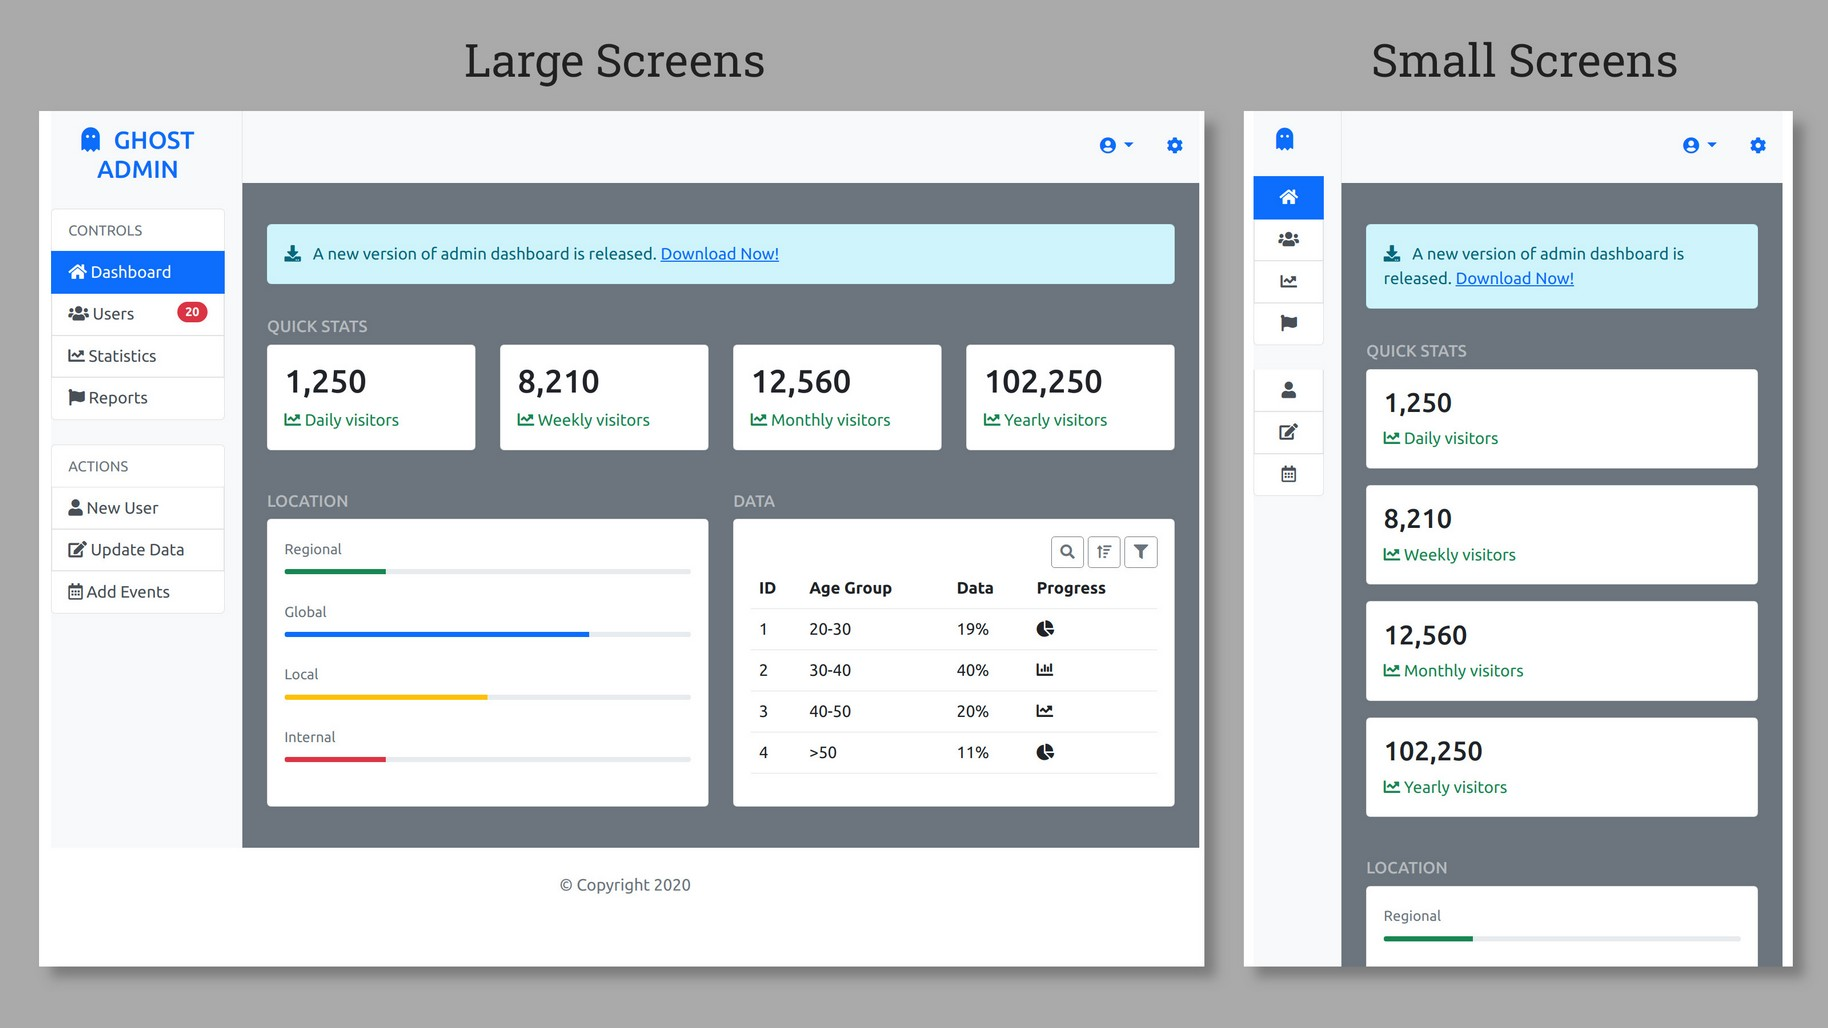 Large Screens
GHOST
ADMIN
CONTROLS
Dashboard
Users 20
Statistics
Reports
ACTIONS
New User
Update Data
Add Events
A new version of admin dashboard is released. Download Now!
QUICK STATS
1,250
Daily visitors
8,210
Weekly visitors
12,560
Monthly visitors
102,250
Yearly visitors
LOCATION
Regional
Global
Local
Internal
DATA
ID Age Group Data Progress
1 20-30 19%
2 30-40 40%
3 40-50 20%
4 >50 11%
© Copyright 2020
Small Screens
A new version of admin dashboard is
released. Download Now!
QUICK STATS
1,250
Daily visitors
8,210
Weekly visitors
12,560
Monthly visitors
102,250
Yearly visitors
LOCATION
Regional